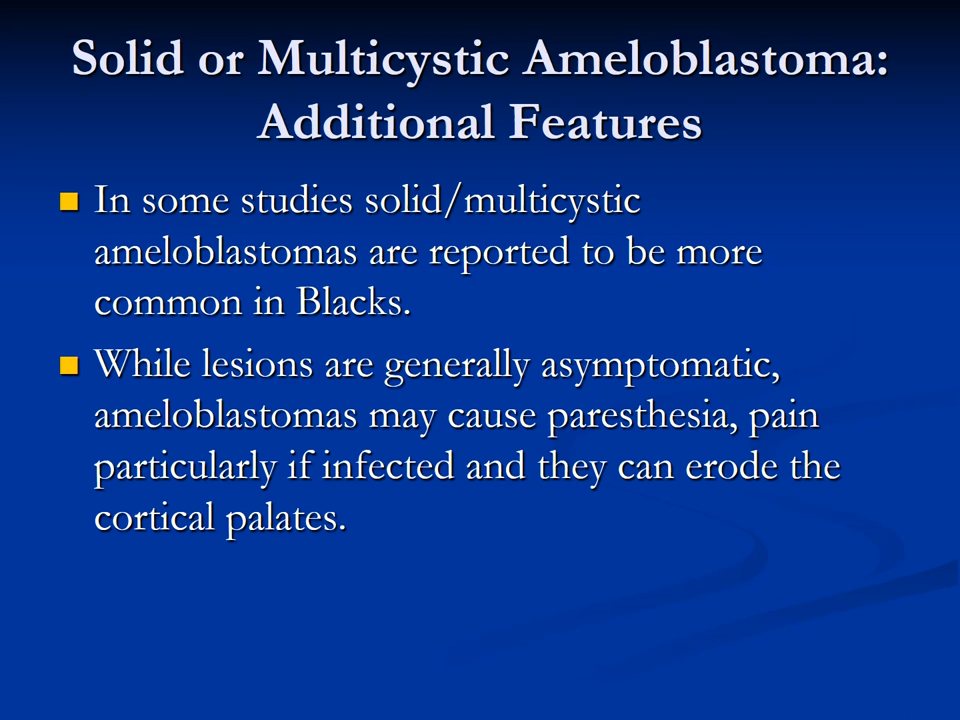 Solid or Multicystic Ameloblastoma:
Additional Features
In some studies solid/multicystic
ameloblastomas are reported to be more
common in Blacks.
While lesions are generally asymptomatic,
ameloblastomas may cause paresthesia, pain
particularly if infected and they can erode the
cortical palates.